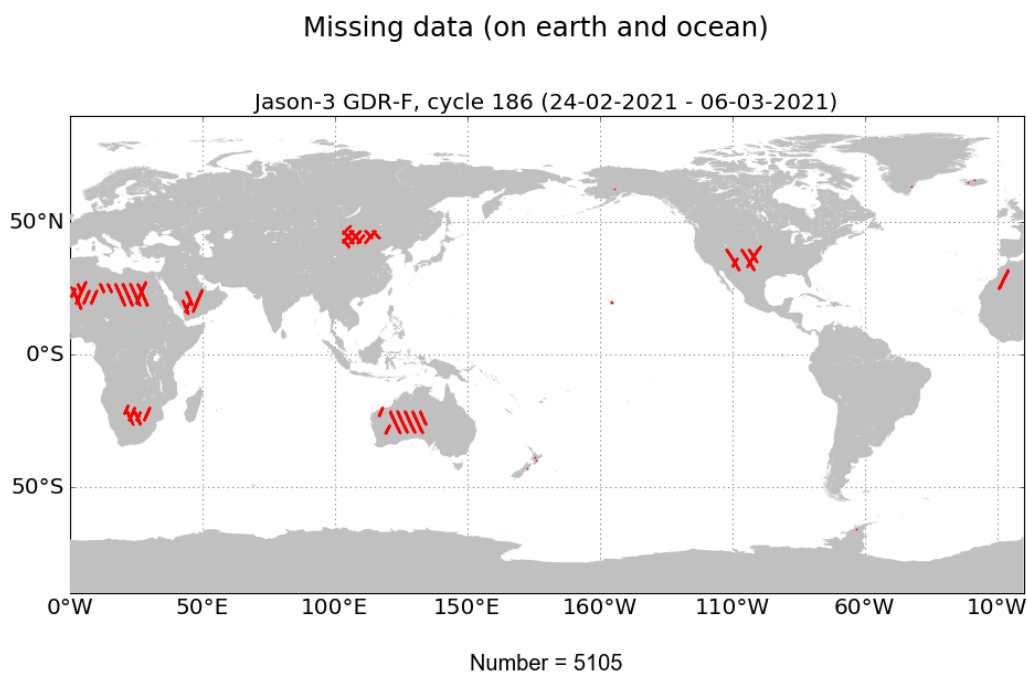 Missing data (on earth and ocean)
Jason-3 GDR-F, cycle 186 (24-02-2021 - 06-03-2021)
50°N
0°S
50°S
0°W 50°E 100°E 150°E 160°W 110°W 60°W 10°W
Number = 5105